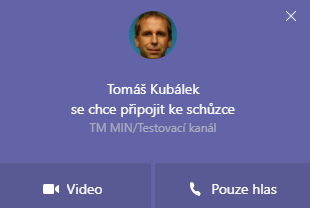 Tomáš Kubálek
se chce připojit ke schůzce
TM MIN/Testovací kanál
Video
Pouze hlas